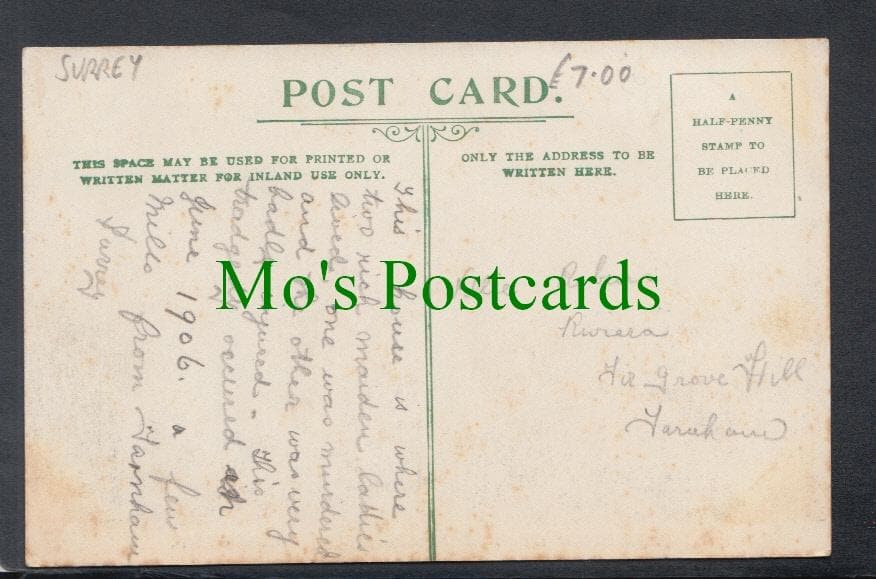 SURREY
£7.00
POST CARD.
THIS SPACE MAY BE USED FOR PRINTED OR
WRITTEN MATTER FOR INLAND USE ONLY.
ONLY THE ADDRESS TO BE
WRITTEN HERE.
A
HALF-PENNY
STAMP TO
BE PLACED
HERE.
This house is where
two rich maiden Ladies
lived one was murdered
and the other was very
badly injured. This
tradgedy occured in
June 1906. a few
Mills from Farnham
Surrey
Mo's Postcards
Riviera
Fir Grove Hill
Farnham